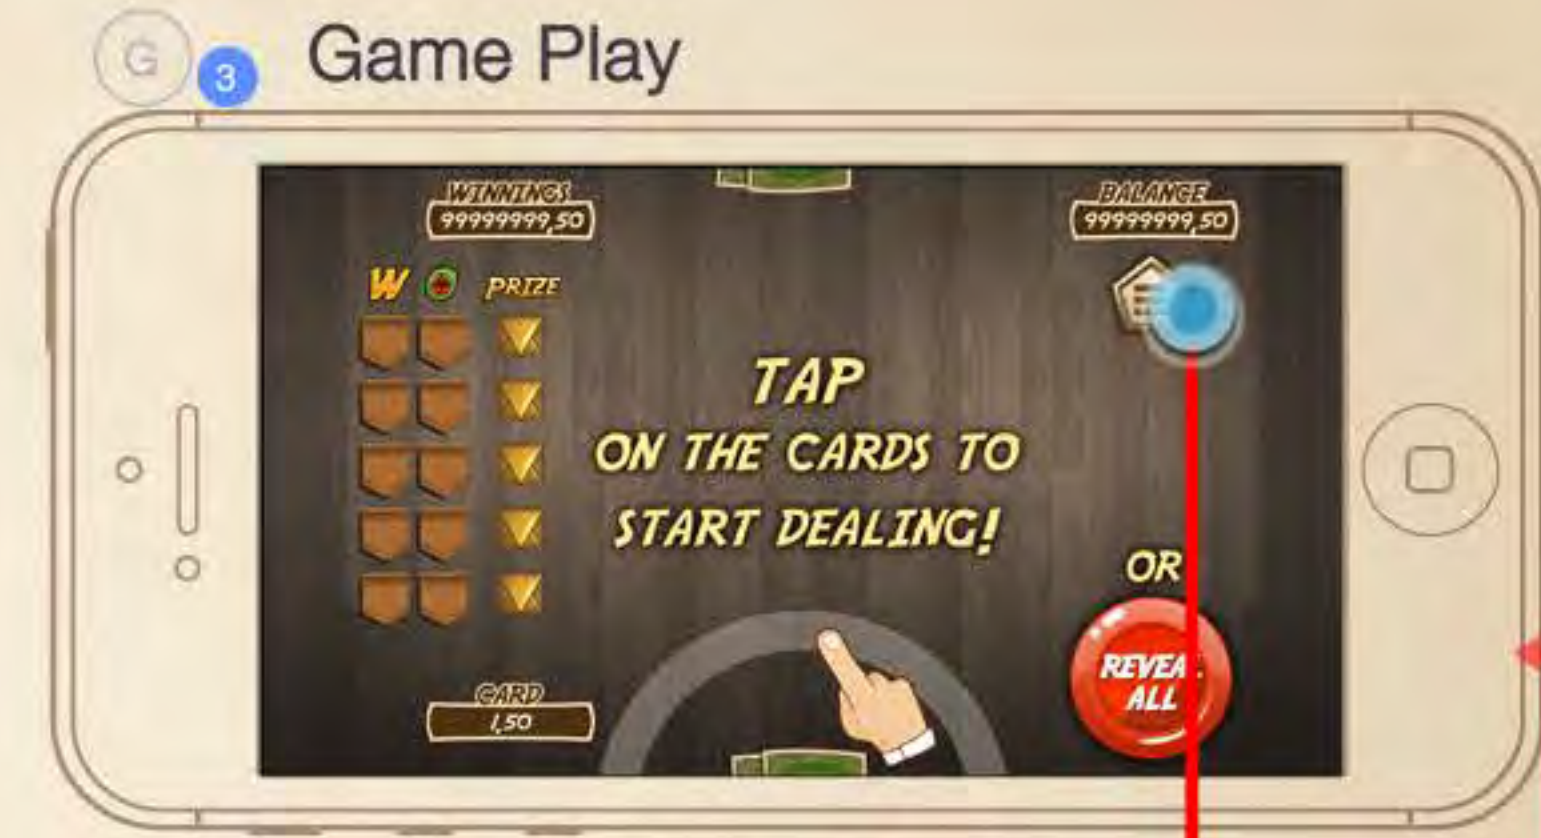 G
3
Game Play
WINNINGS
99999999,50
BALANCE
99999999,50
W
PRIZE
TAP
ON THE CARDS TO
START DEALING!
OR
REVEAL
ALL
CARD
1,50